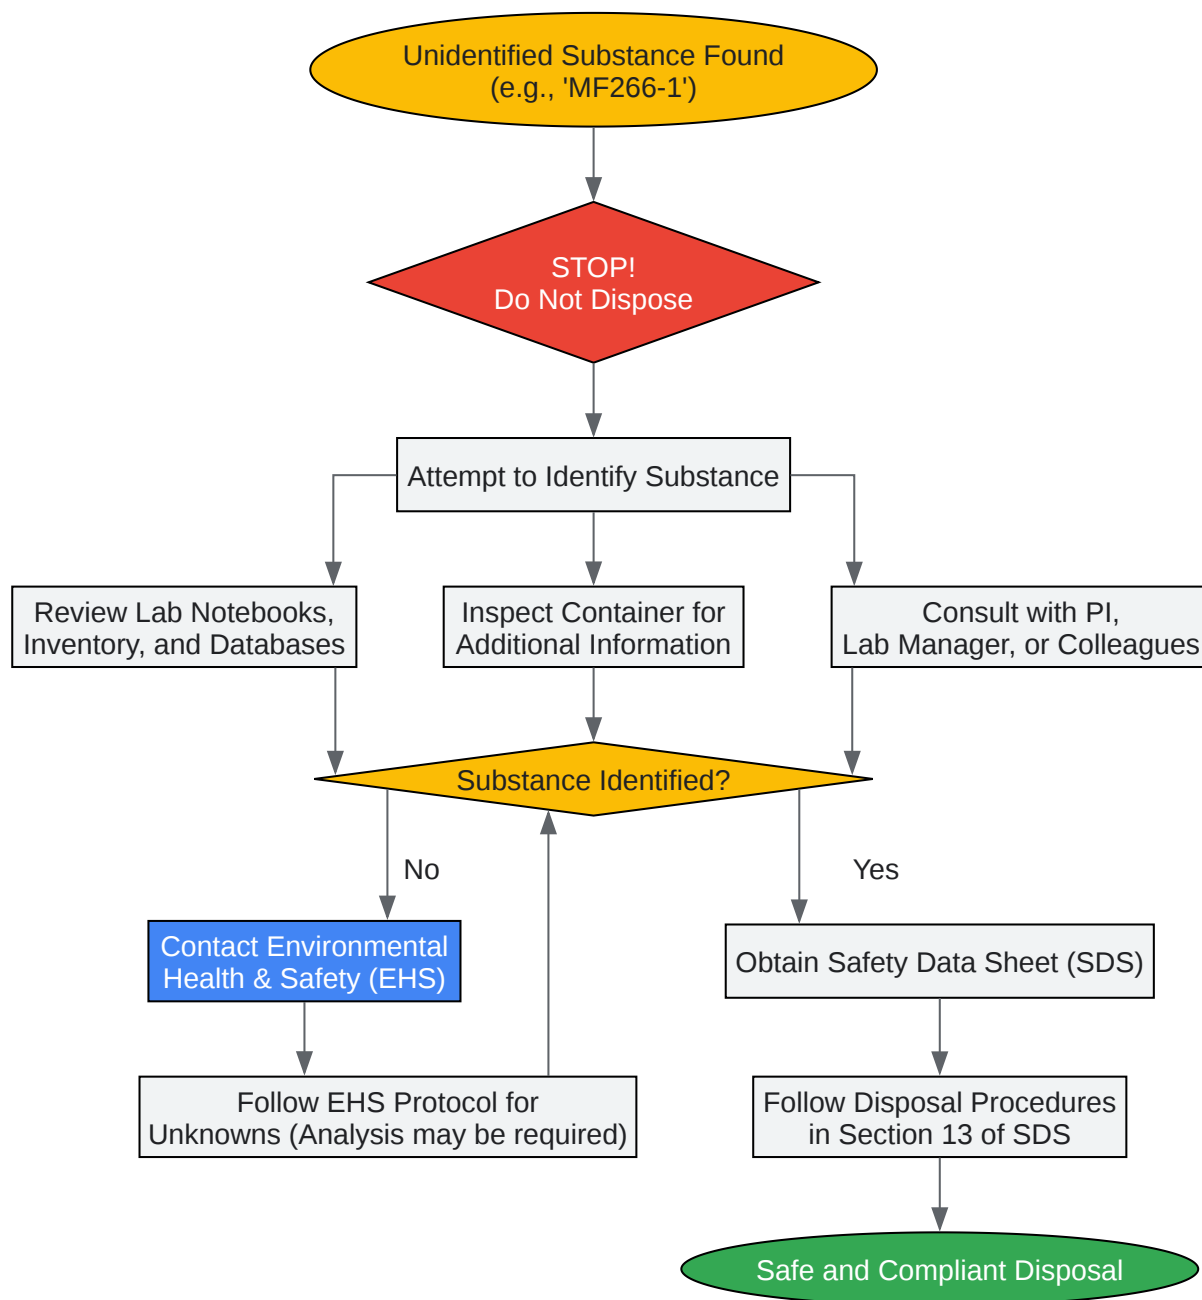 Unidentified Substance Found
(e.g., 'MF266-1')
STOP!
Do Not Dispose
Attempt to Identify Substance
Review Lab Notebooks,
Inventory, and Databases
Inspect Container for
Additional Information
Consult with PI,
Lab Manager, or Colleagues
Substance Identified?
No
Yes
Contact Environmental
Health & Safety (EHS)
Obtain Safety Data Sheet (SDS)
Follow EHS Protocol for
Unknowns (Analysis may be required)
Follow Disposal Procedures
in Section 13 of SDS
Safe and Compliant Disposal